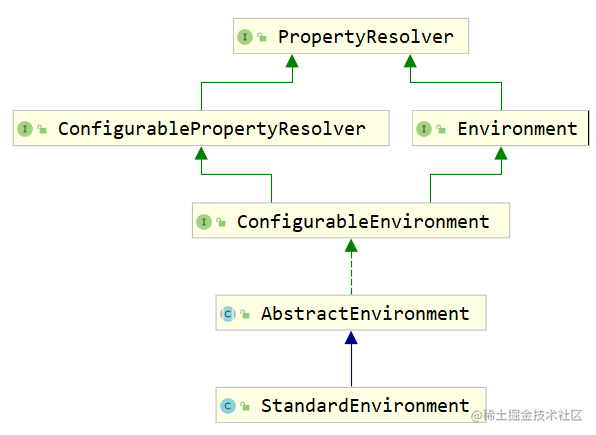 PropertyResolver
ConfigurablePropertyResolver
Environment
ConfigurableEnvironment
AbstractEnvironment
StandardEnvironment
@稀土掘金技术社区